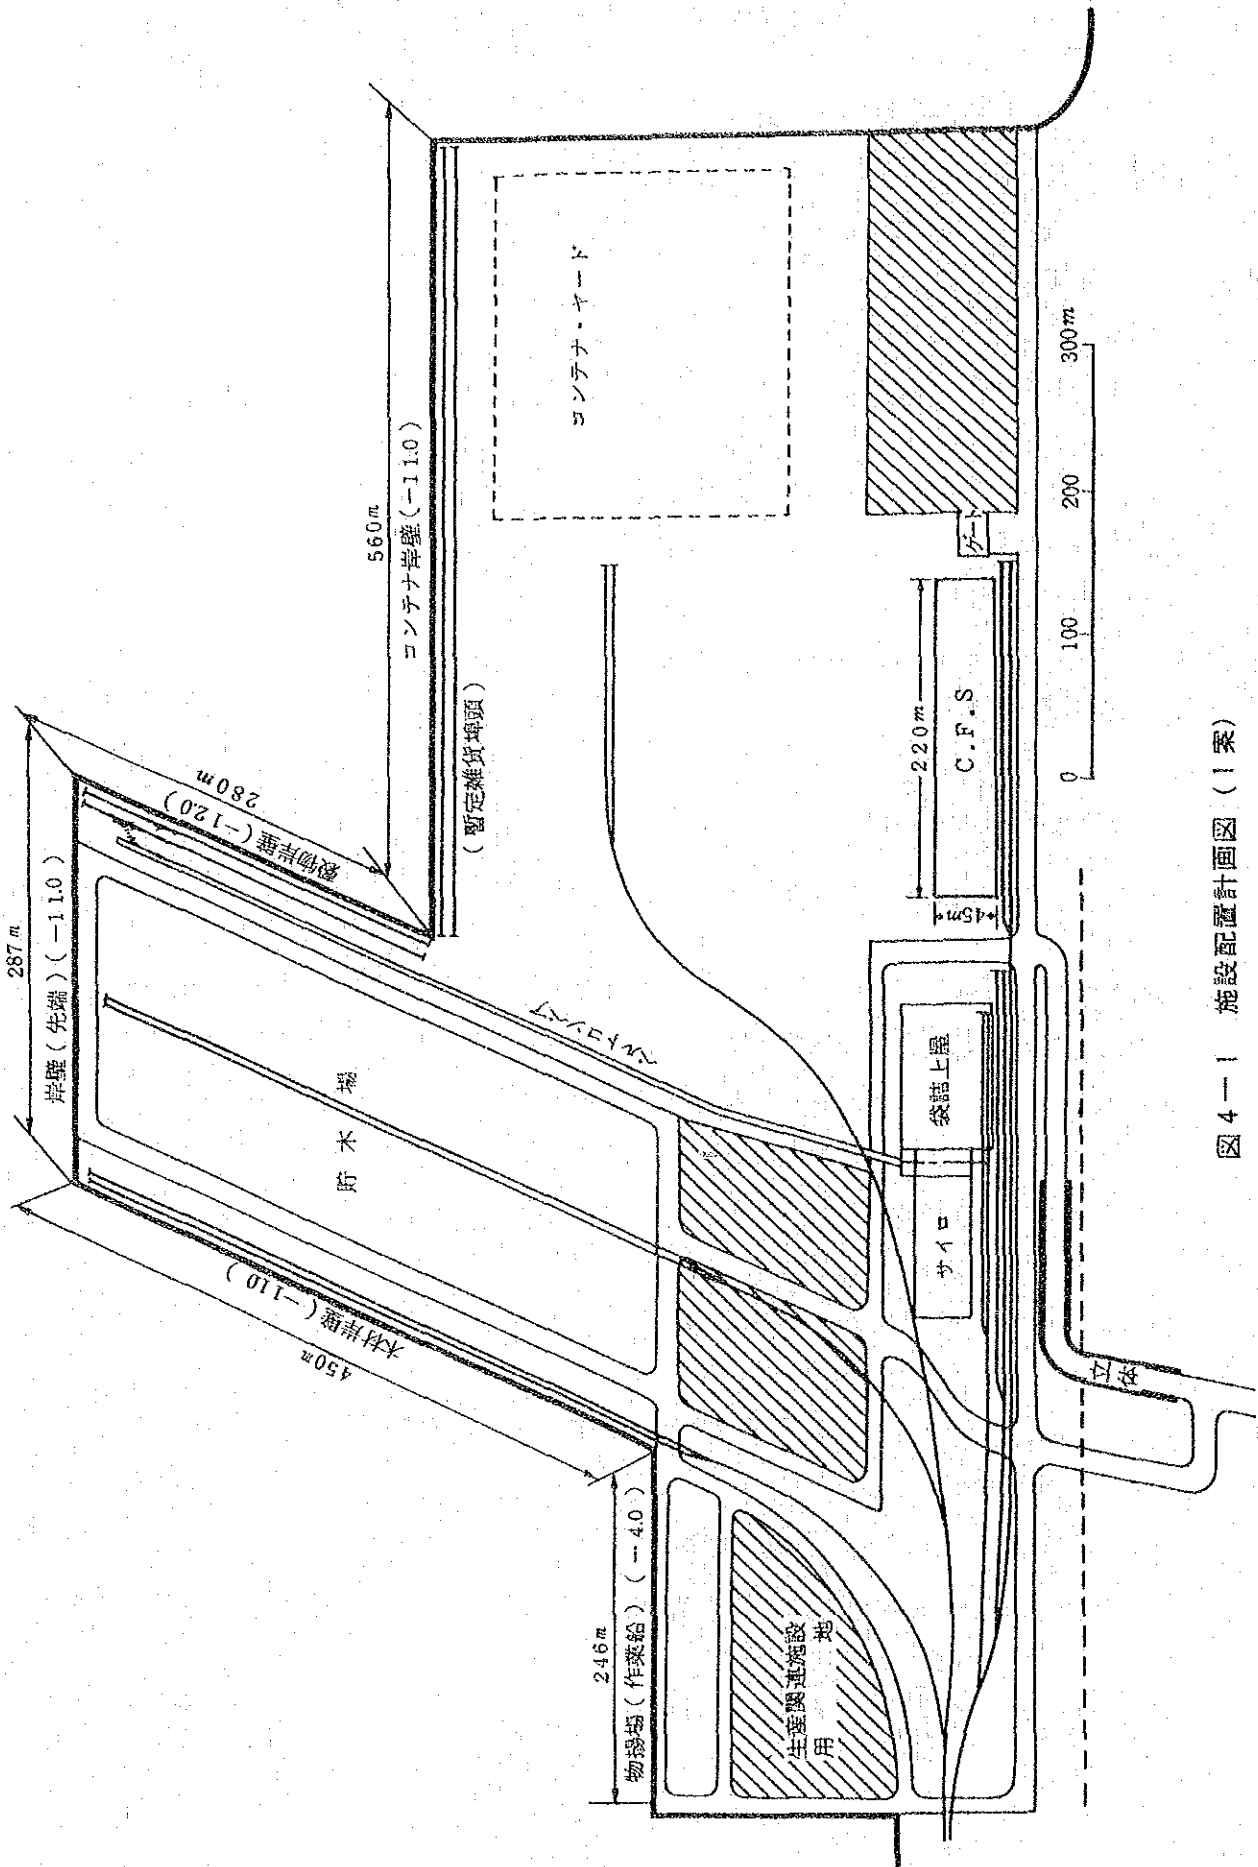 287m
岸壁(先端)(-11.0)
穀物岸壁(-12.0)
280m
560m
コンテナ岸壁(-11.0)
(暫定雑貨埠頭)
450m
木材岸壁(-11.0)
貯木場
ベルトコンベア
コンテナ・ヤード
246m
物揚場(作業船)(-4.0)
生産関連施設
用地
サイロ
袋詰上屋
220m
45m
C.F.S
ゲート
立体
0 100 200 300m
図4-1 施設配置計画図(1案)